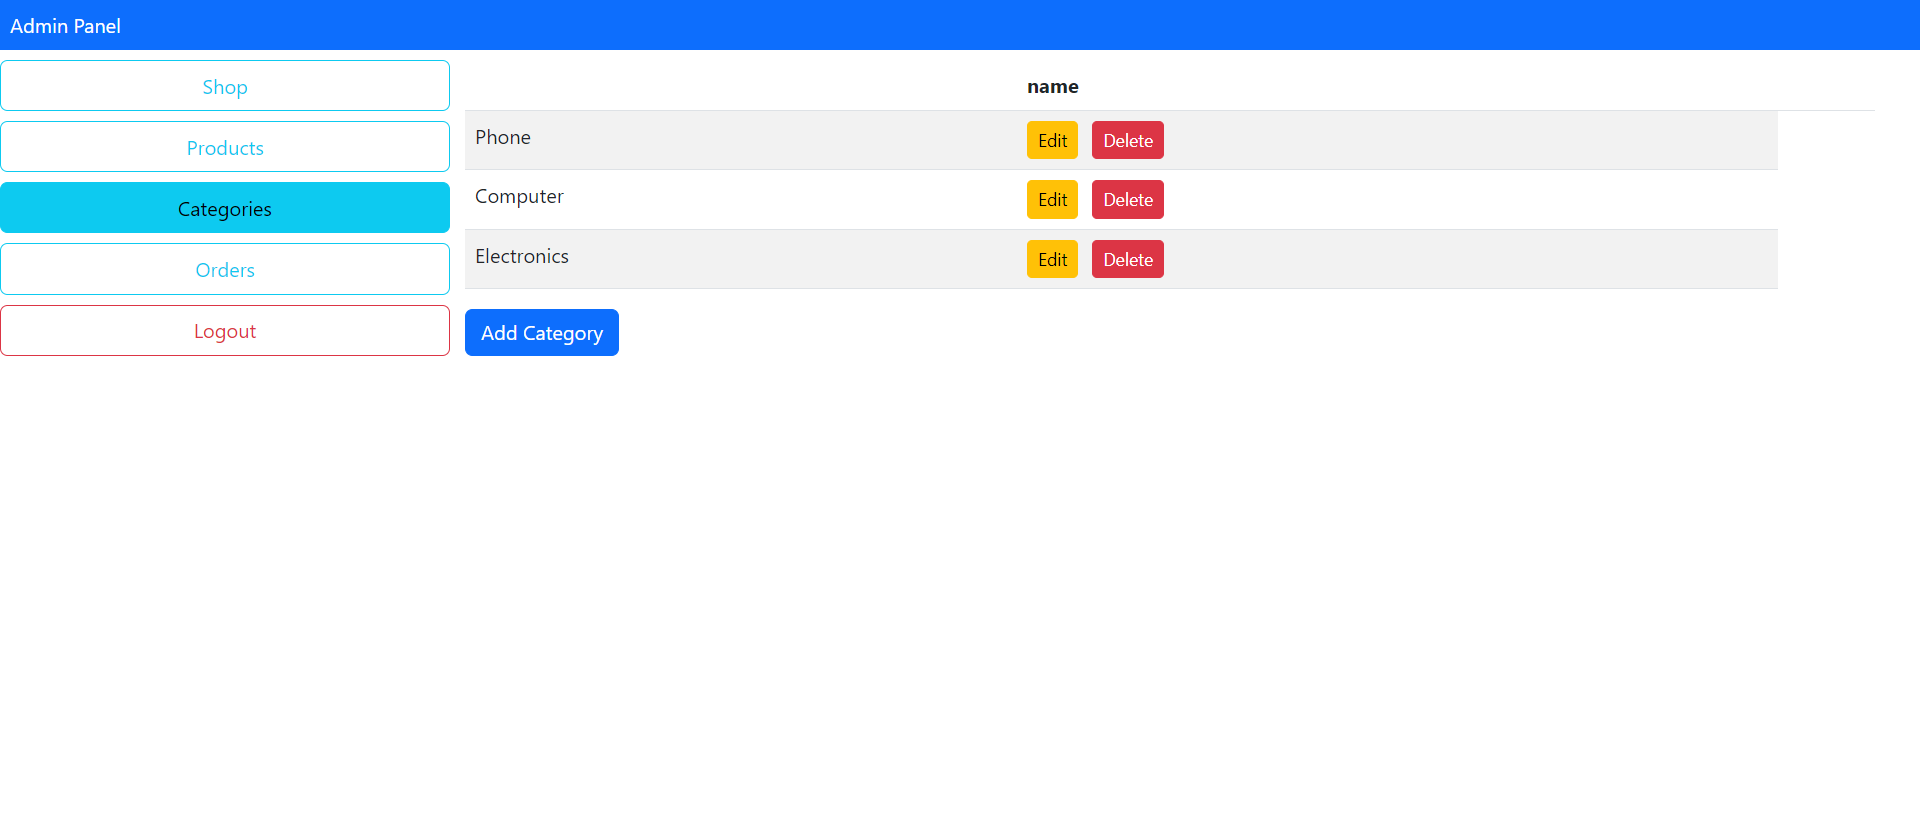 Admin Panel
Shop
Products
Categories
Orders
Logout
name
Phone Edit Delete
Computer Edit Delete
Electronics Edit Delete
Add Category